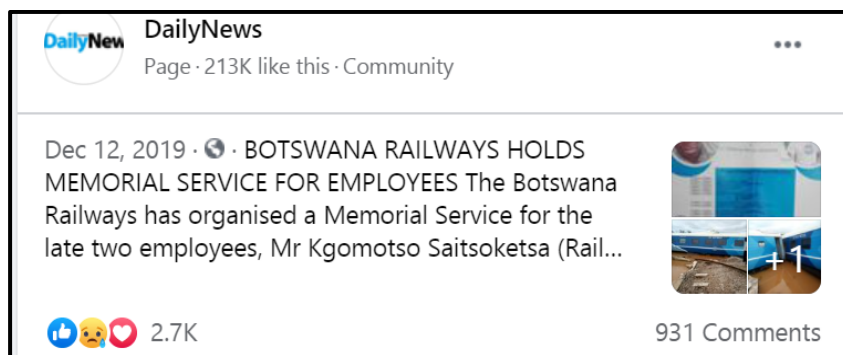 DailyNew
DailyNews
Page · 213K like this · Community
Dec 12, 2019 · · BOTSWANA RAILWAYS HOLDS
MEMORIAL SERVICE FOR EMPLOYEES The Botswana
Railways has organised a Memorial Service for the
late two employees, Mr Kgomotso Saitsoketsa (Rail...
+1
2.7K
931 Comments